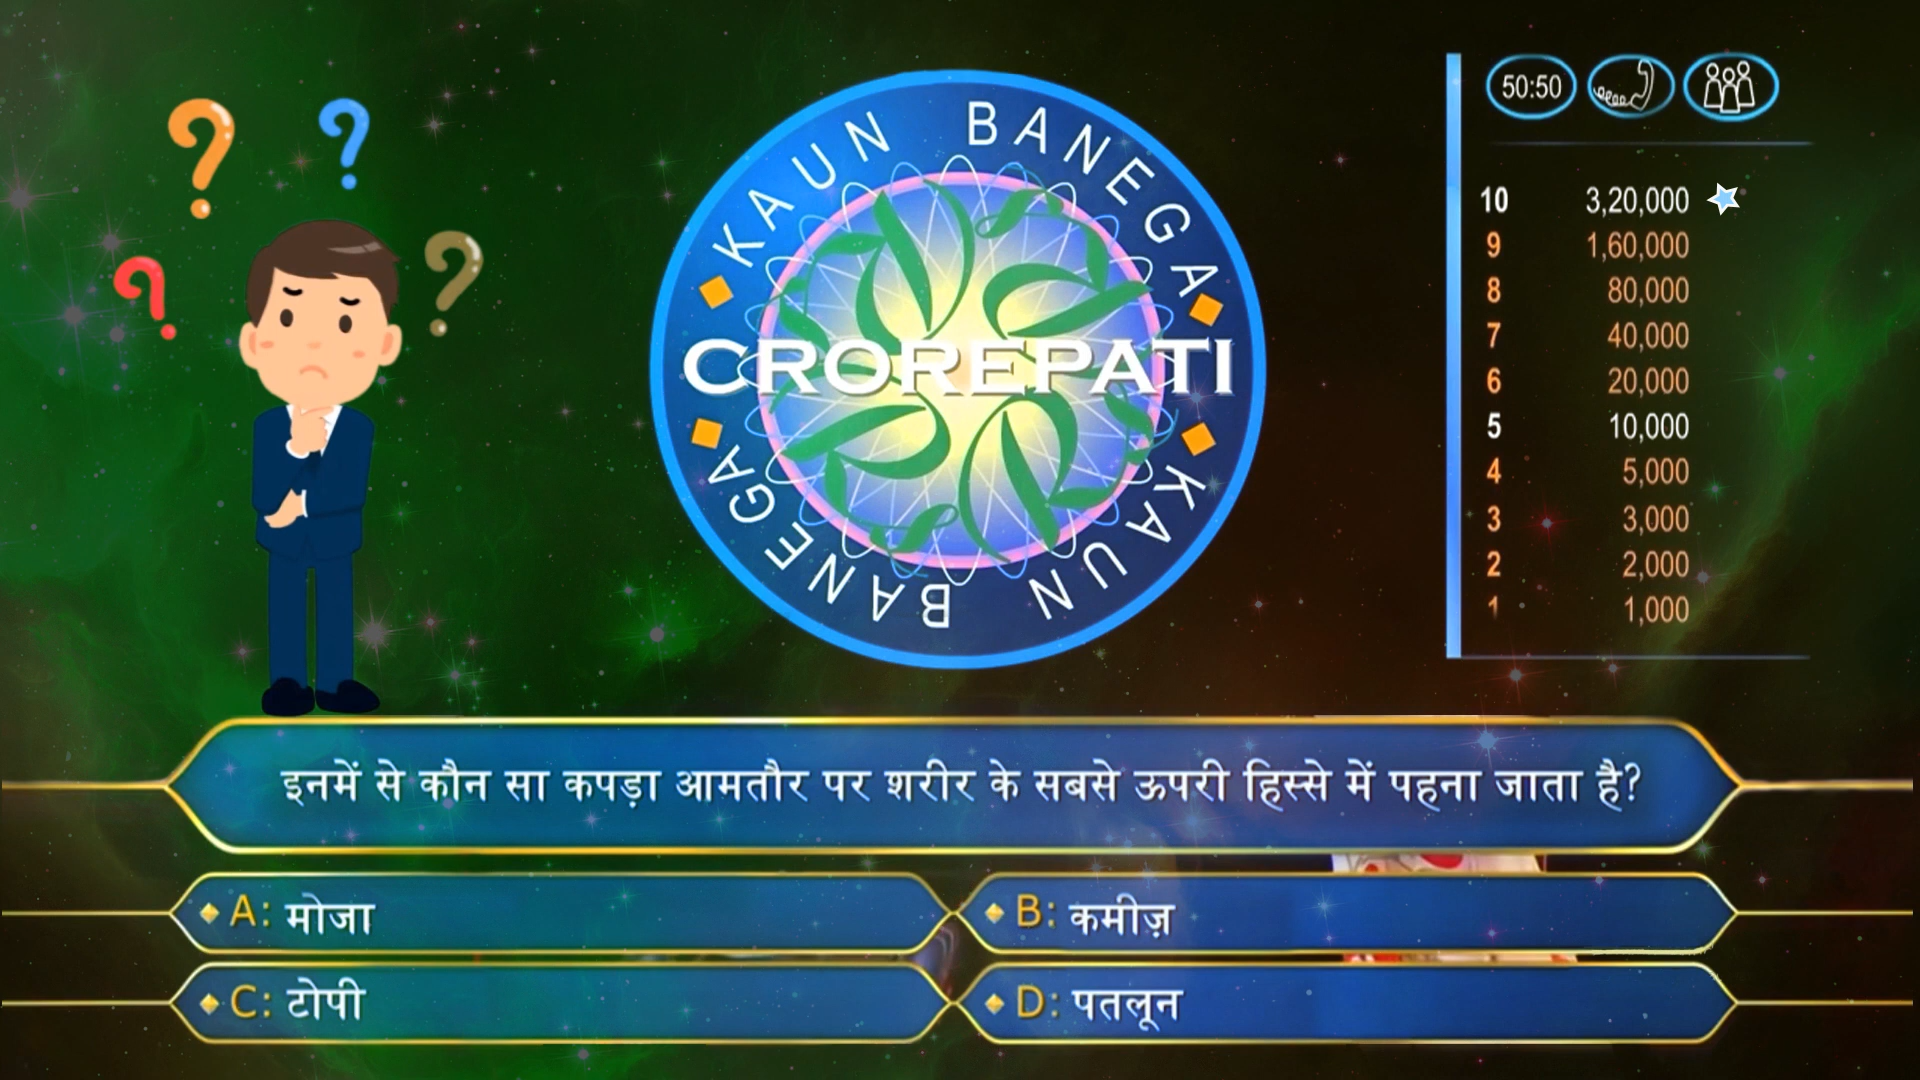 KAUN BANEGA
CROREPATI
KAUN BANEGA
50:50
10 3,20,000
9 1,60,000
8 80,000
7 40,000
6 20,000
5 10,000
4 5,000
3 3,000
2 2,000
1 1,000
इनमें से कौन सा कपड़ा आमतौर पर शरीर के सबसे ऊपरी हिस्से में पहना जाता है?
A: मोजा
B: कमीज़
C: टोपी
D: पतलून